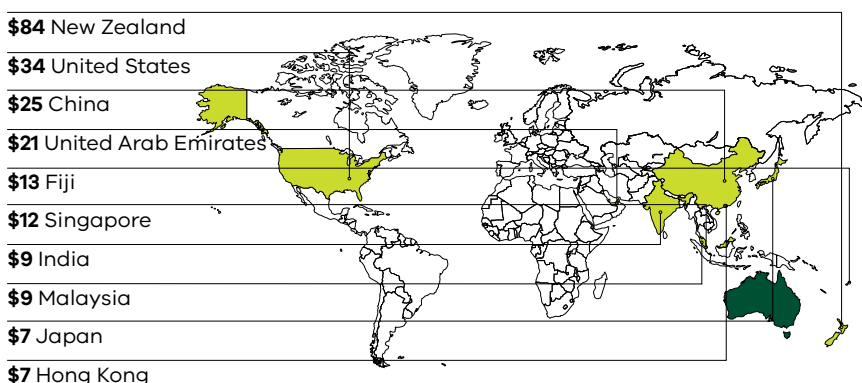 $84 New Zealand
$34 United States
$25 China
$21 United Arab Emirates
$13 Fiji
$12 Singapore
$9 India
$9 Malaysia
$7 Japan
$7 Hong Kong